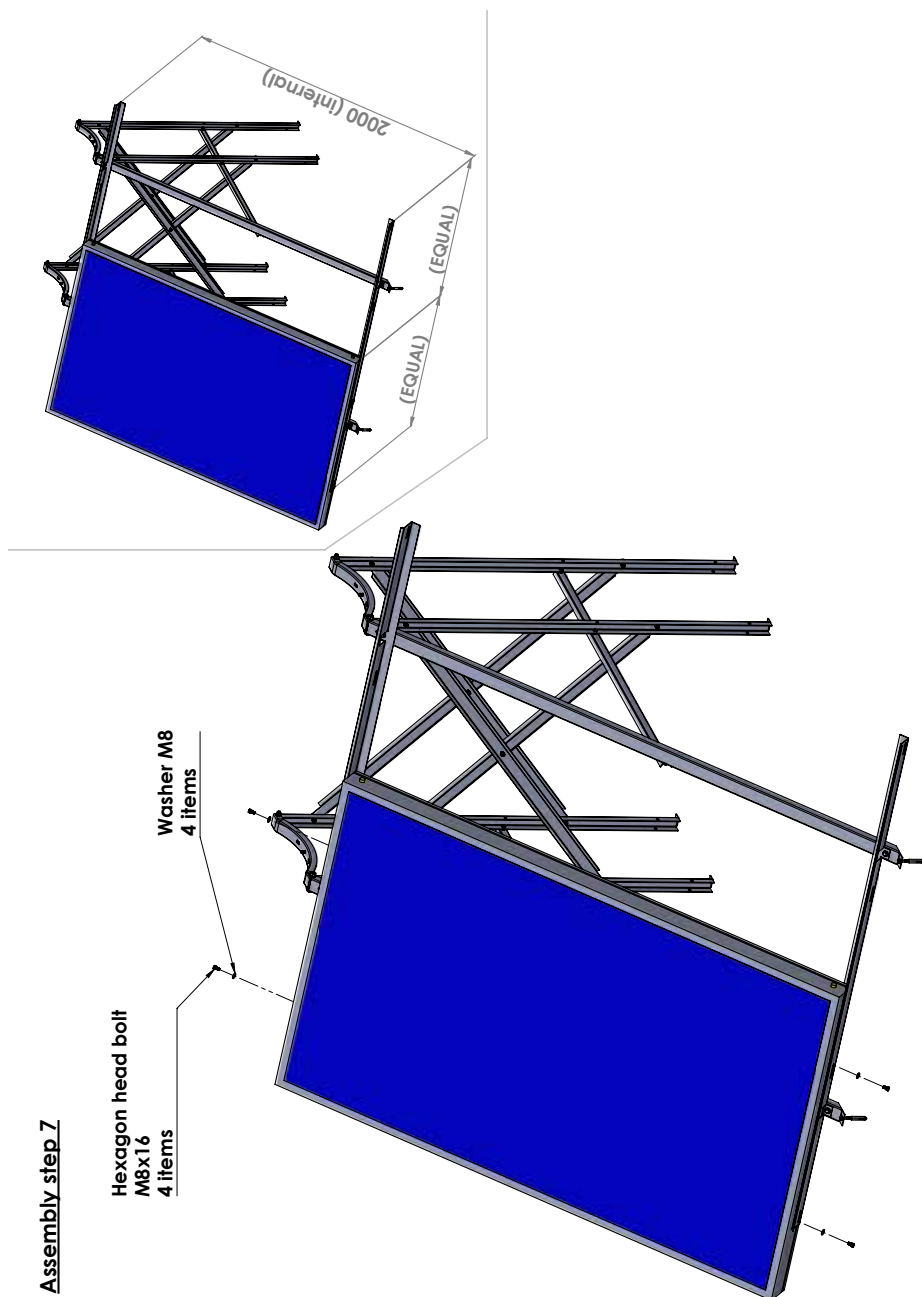 Assembly step 7
Hexagon head bolt
M8x16
4 items
Washer M8
4 items
(EQUAL)
(EQUAL)
2000 (internal)